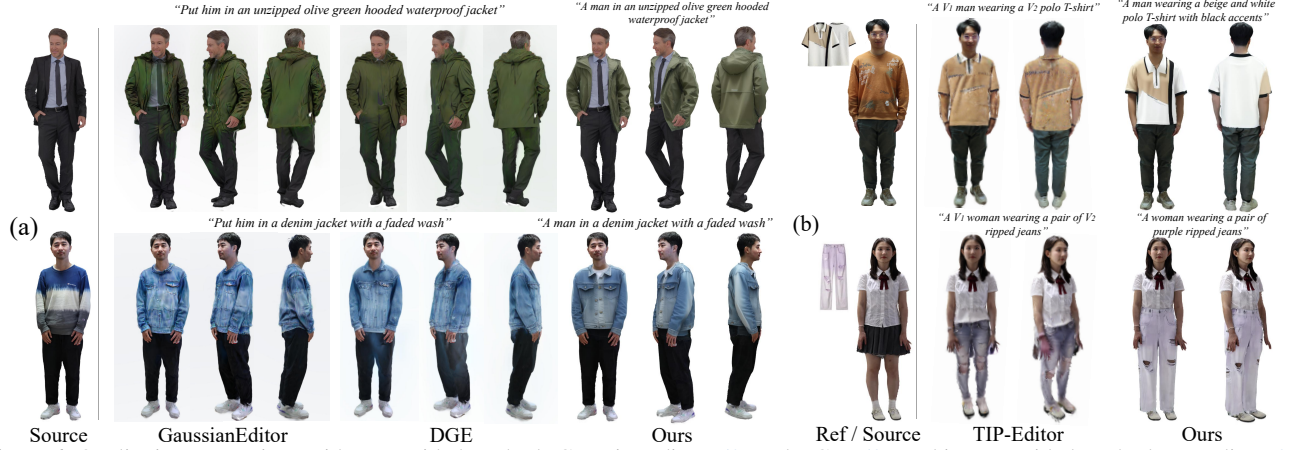 "Put him in an unzipped olive green hooded waterproof jacket"
"A man in an unzipped olive green hooded
waterproof jacket"
"A V1 man wearing a V2 polo T-shirt"
"A man wearing a beige and white
polo T-shirt with black accents"
(a)
"Put him in a denim jacket with a faded wash"
"A man in a denim jacket with a faded wash"
(b)
"A V1 woman wearing a pair of V2
ripped jeans"
"A woman wearing a pair of
purple ripped jeans"
Source
GaussianEditor
DGE
Ours
Ref / Source
TIP-Editor
Ours